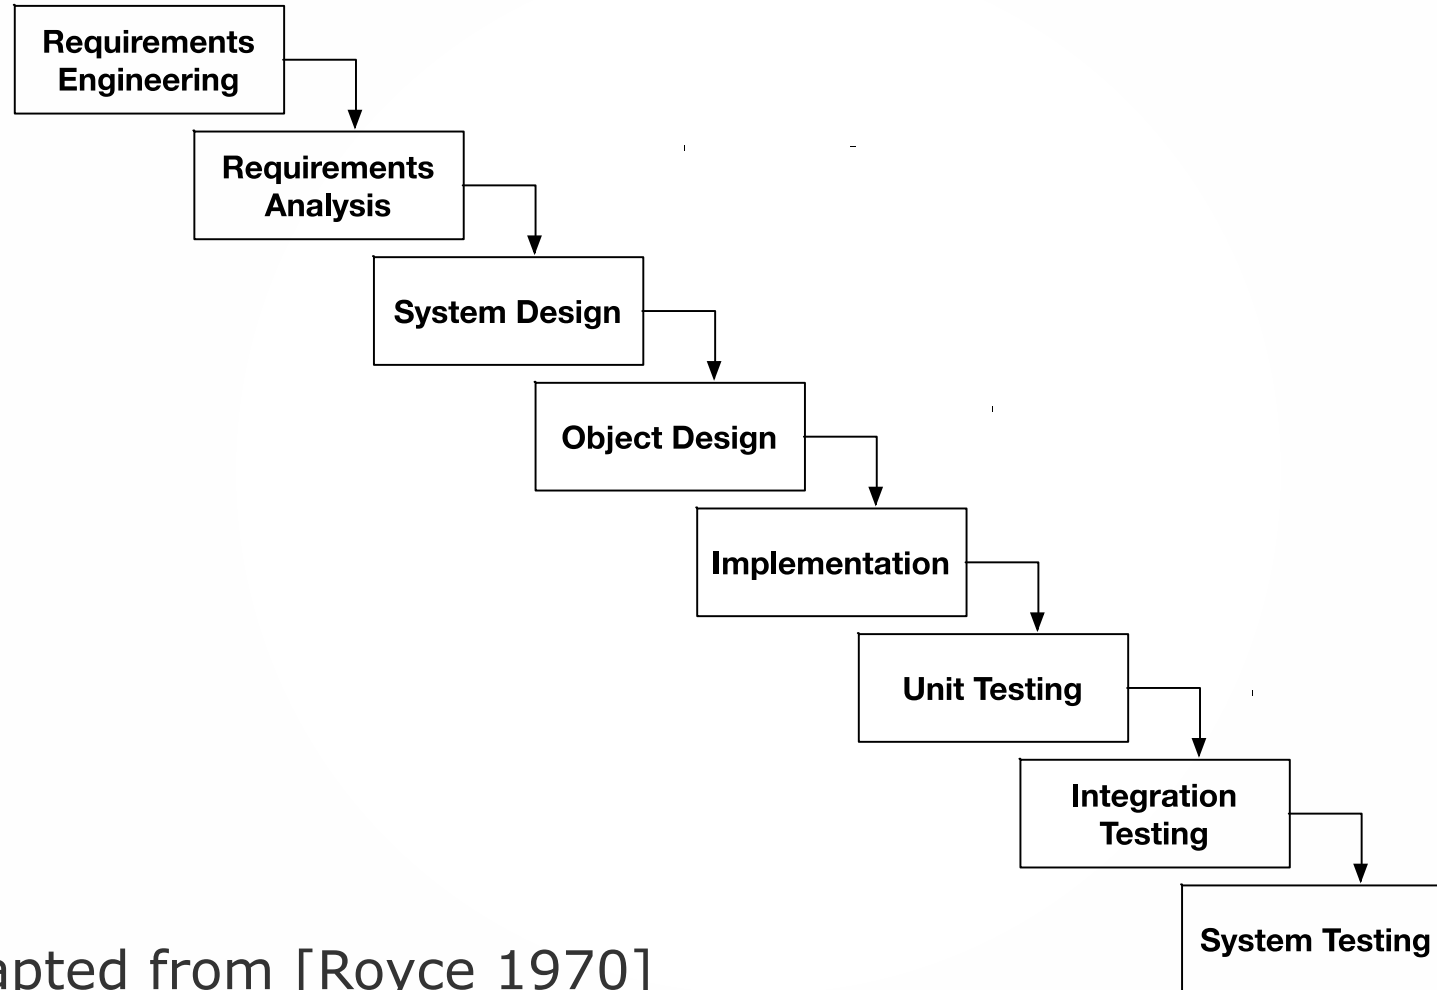 Requirements
Engineering
Requirements
Analysis
System Design
Object Design
Implementation
Unit Testing
Integration
Testing
System Testing
apted from [Royce 1970]